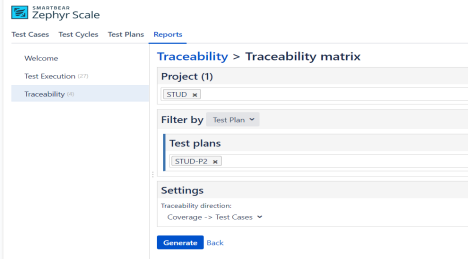 SMARTBEAR
Zephyr Scale
Test Cases Test Cycles Test Plans Reports
Welcome
Test Execution (27)
Traceability (4)
Traceability > Traceability matrix
Project (1)
STUD ×
Filter by Test Plan
Test plans
STUD-P2 ×
Settings
Traceability direction:
Coverage -> Test Cases
Generate Back